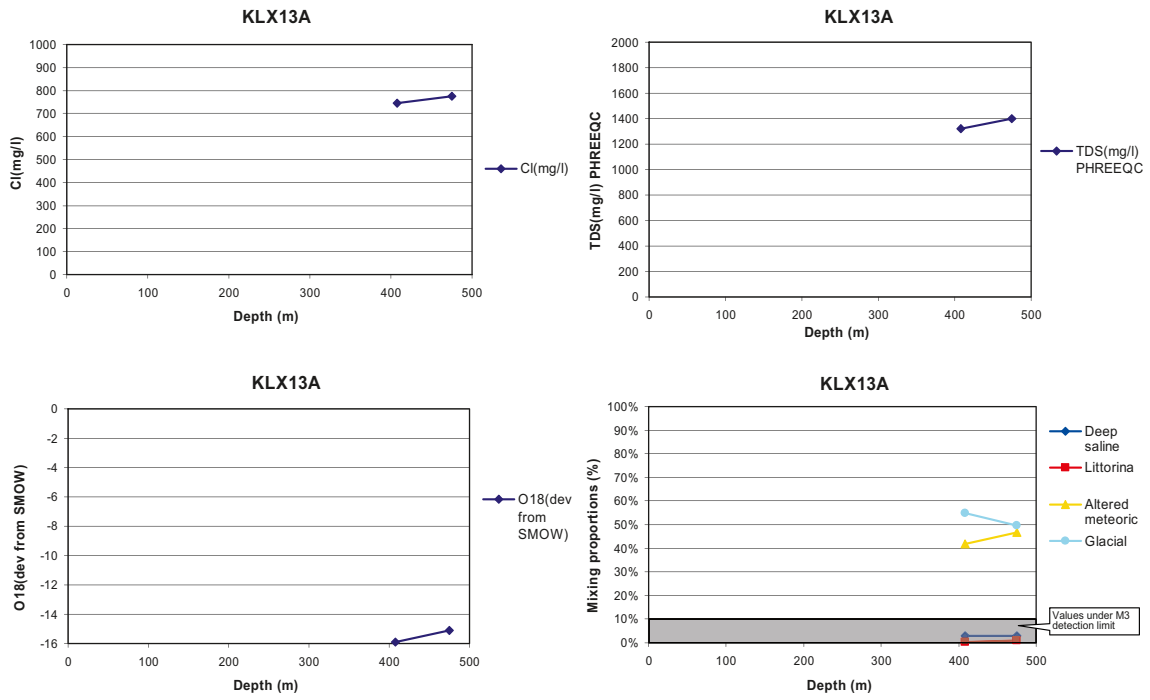 KLX13A
1000
900
800
700
600
500
400
300
200
100
0
Cl(mg/l)
0 100 200 300 400 500
Depth (m)
Cl(mg/l)
KLX13A
2000
1800
1600
1400
1200
1000
800
600
400
200
0
TDS(mg/l) PHREEQC
0 100 200 300 400 500
Depth (m)
TDS(mg/l)
PHREEQC
KLX13A
0
-2
-4
-6
-8
-10
-12
-14
-16
O18(dev from SMOW)
0 100 200 300 400 500
Depth (m)
O18(dev
from
SMOW)
KLX13A
100%
90%
80%
70%
60%
50%
40%
30%
20%
10%
0%
Mixing proportions (%)
0 100 200 300 400 500
Depth (m)
Deep
saline
Littorina
Altered
meteoric
Glacial
Values under M3
detection limit